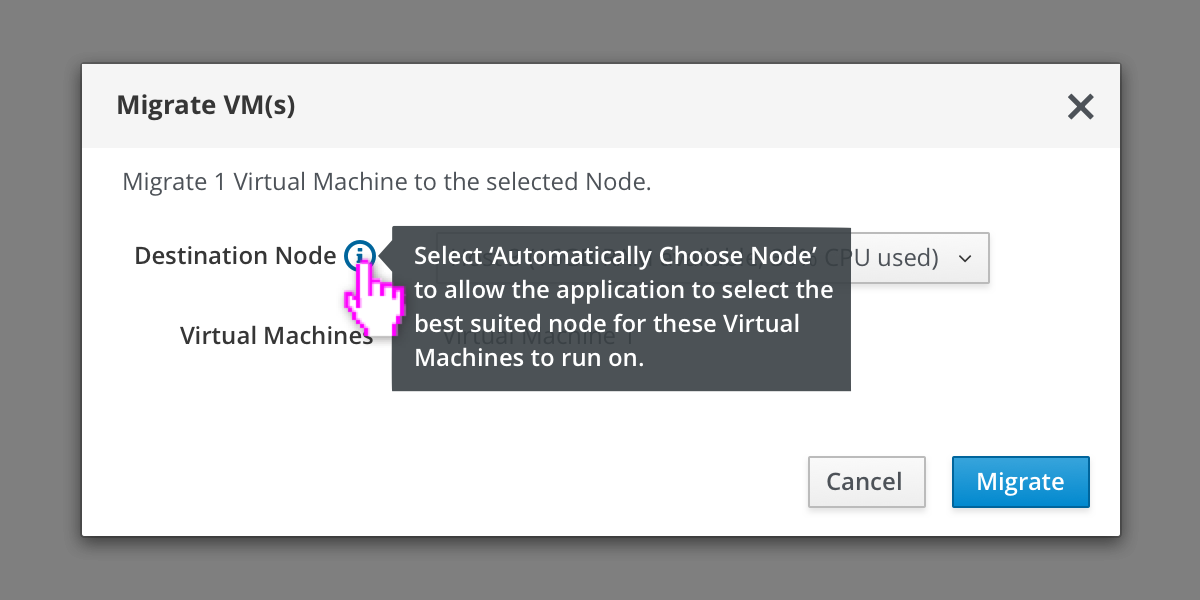 Migrate VM(s)
Migrate 1 Virtual Machine to the selected Node.
Destination Node
Select ‘Automatically Choose Node’
CPU used)
to allow the application to select the
best suited node for these Virtual
Machines to run on.
Virtual Machines
Virtual Machine 1
Cancel
Migrate